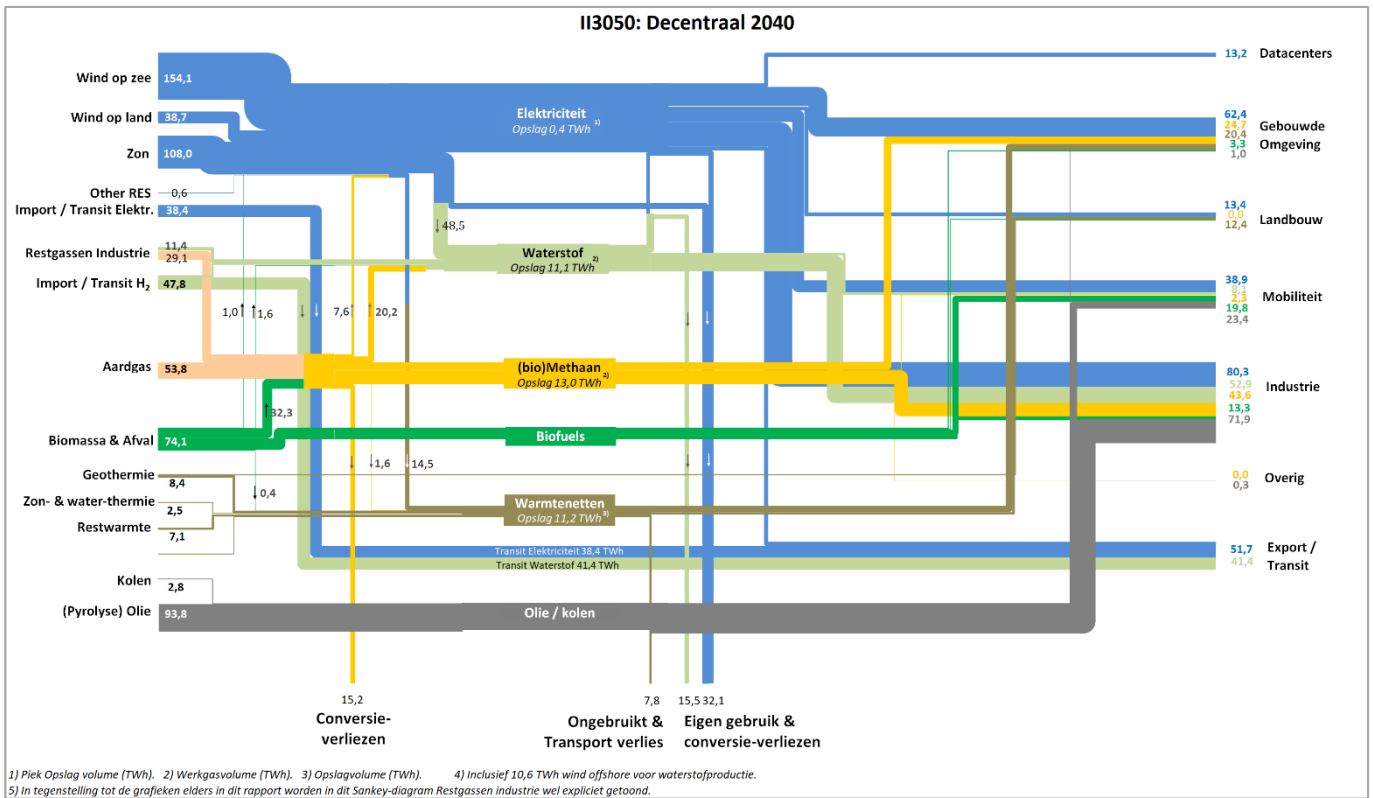 II3050: Decentraal 2040
Wind op zee
154,1
Wind op land
38,7
Zon
108,0
Other RES
0,6
Import / Transit Elektr.
38,4
Restgassen Industrie
11,4
29,1
Import / Transit H2
47,8
Aardgas
53,8
Biomassa & Afval
74,1
Geothermie
8,4
Zon- & water-thermie
2,5
Restwarmte
7,1
Kolen
2,8
(Pyrolyse) Olie
93,8
Elektriciteit
Opslag 0,4 TWh 1)
48,5
Waterstof
Opslag 11,1 TWh 2)
1,0
1,6
7,6
20,2
(bio)Methaan
Opslag 13,0 TWh 2)
32,3
Biofuels
1,6
14,5
0,4
Warmtenetten
Opslag 11,2 TWh 3)
Transit Elektriciteit 38,4 TWh
Transit Waterstof 41,4 TWh
Olie / kolen
13,2
Datacenters
62,4
24,7
20,4
3,3
1,0
Gebouwde
Omgeving
13,4
0,0
12,4
Landbouw
38,9
8,1
2,3
19,8
23,4
Mobiliteit
80,3
52,9
43,6
13,3
71,9
Industrie
0,0
0,3
Overig
51,7
41,4
Export /
Transit
15,2
Conversie-
verliezen
7,8
Ongebruikt &
Transport verlies
15,5
32,1
Eigen gebruik &
conversie-verliezen
1) Piek Opslag volume (TWh). 2) Werkgasvolume (TWh). 3) Opslagvolume (TWh). 4) Inclusief 10,6 TWh wind offshore voor waterstofproductie.
5) In tegenstelling tot de grafieken elders in dit rapport worden in dit Sankey-diagram Restgassen industrie wel expliciet getoond.